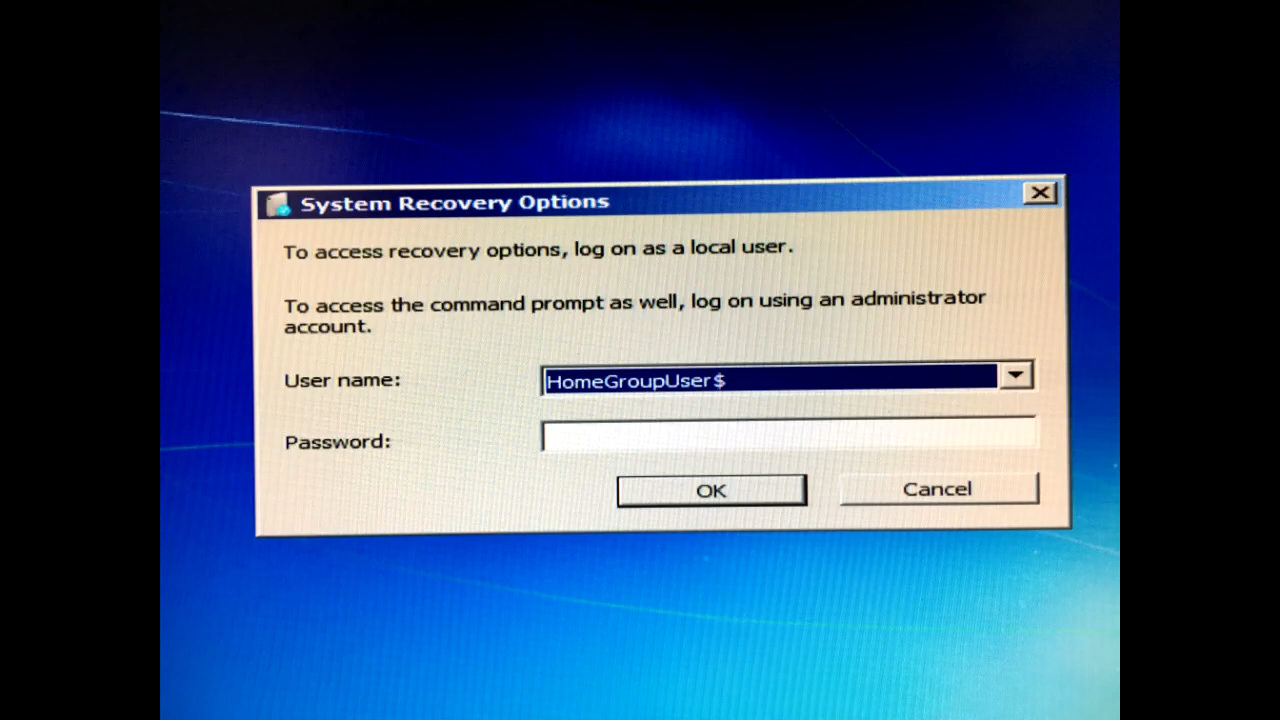 System Recovery Options
To access recovery options, log on as a local user.
To access the command prompt as well, log on using an administrator
account.
User name: HomeGroupUser$
Password:
OK Cancel